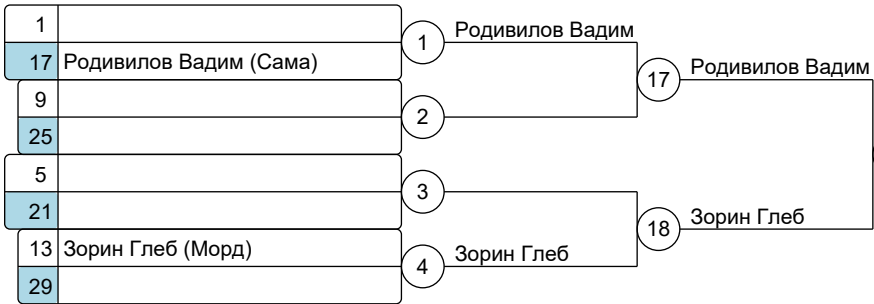 1
17 Родивилов Вадим (Сама)
1
Родивилов Вадим
9
25
2
17
Родивилов Вадим
5
21
3
13 Зорин Глеб (Морд)
29
4
Зорин Глеб
18
Зорин Глеб